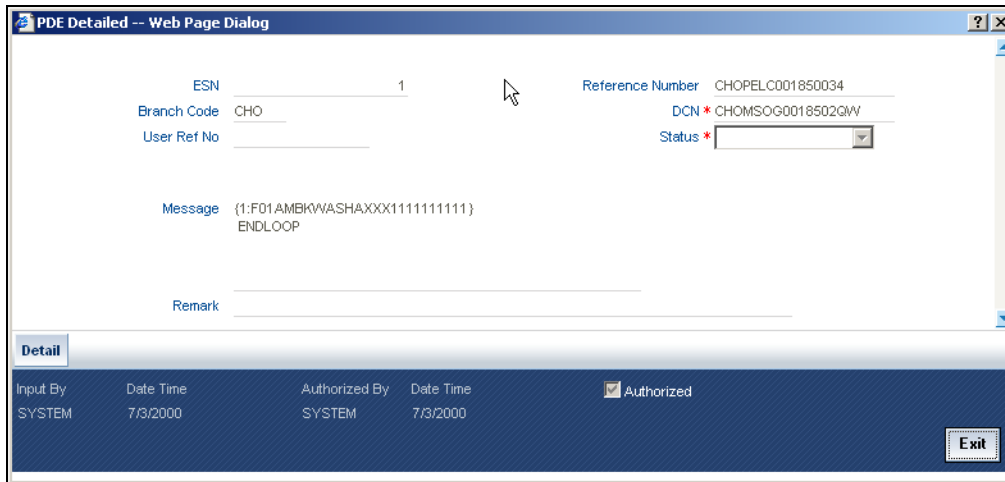 PDE Detailed -- Web Page Dialog
ESN 1 Reference Number CHOPELC001850034
Branch Code CHO DCN * CHOMSOG0018502QW
User Ref No Status *
Message {1:F01AMBKWASHAXXX1111111111}
ENDLOOP
Remark
Detail
Input By Date Time Authorized By Date Time Authorized
SYSTEM 7/3/2000 SYSTEM 7/3/2000
Exit